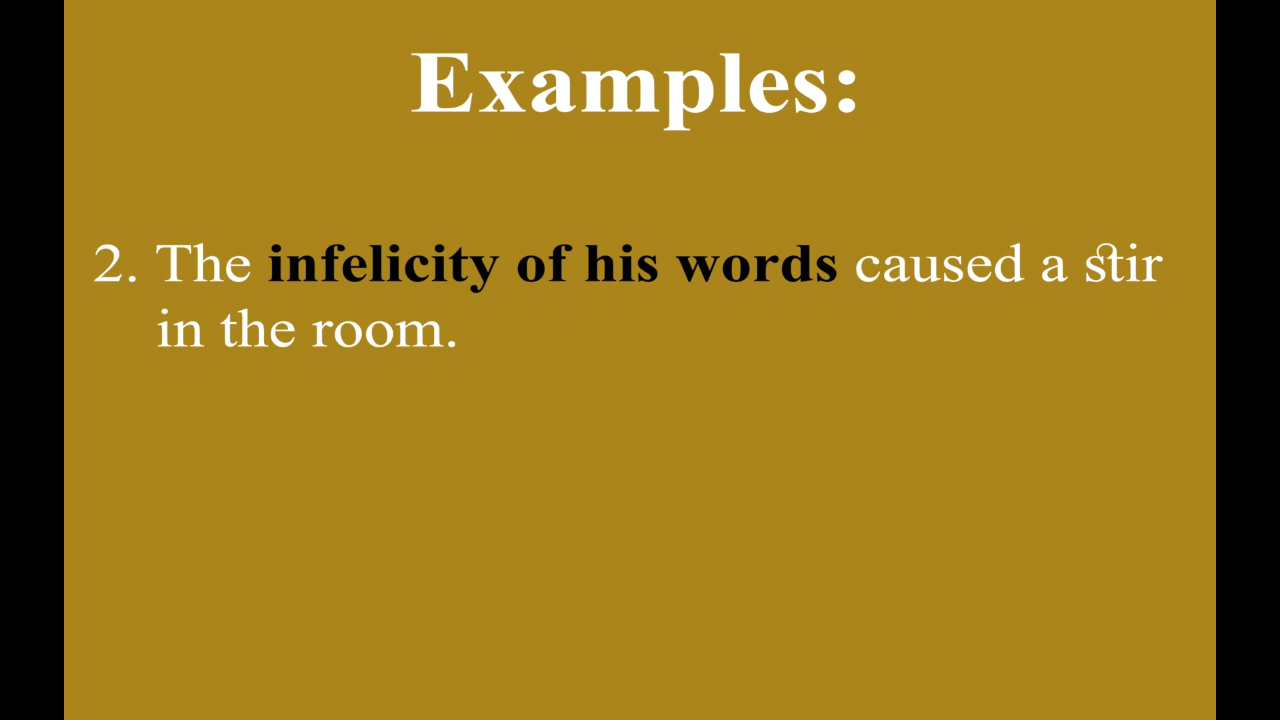 Examples:
2. The infelicity of his words caused a stir
in the room.